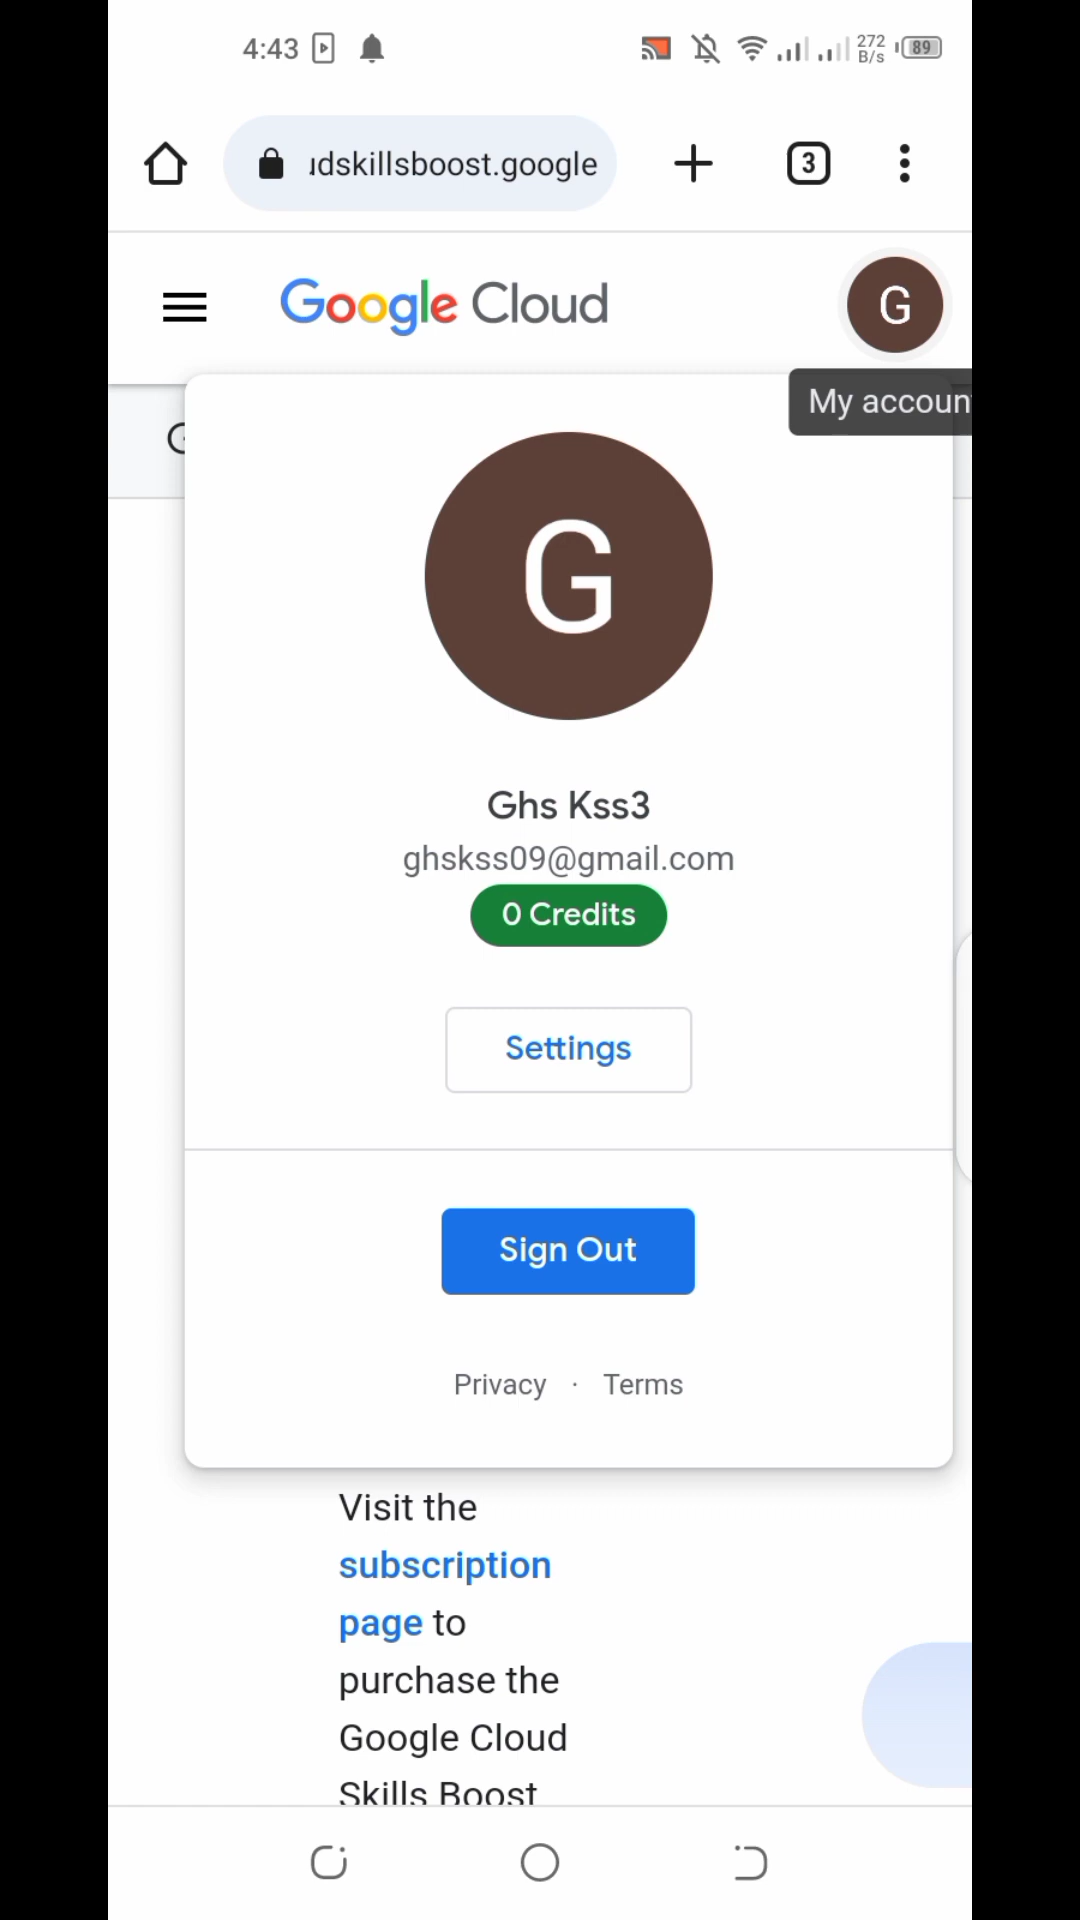 4:43
272
B/s
89
dskillsboost.google
3
Google Cloud
G
My accoun
G
Ghs Kss3
ghskss09@gmail.com
0 Credits
Settings
Sign Out
Privacy · Terms
Visit the
subscription
page to
purchase the
Google Cloud
Skills Boost